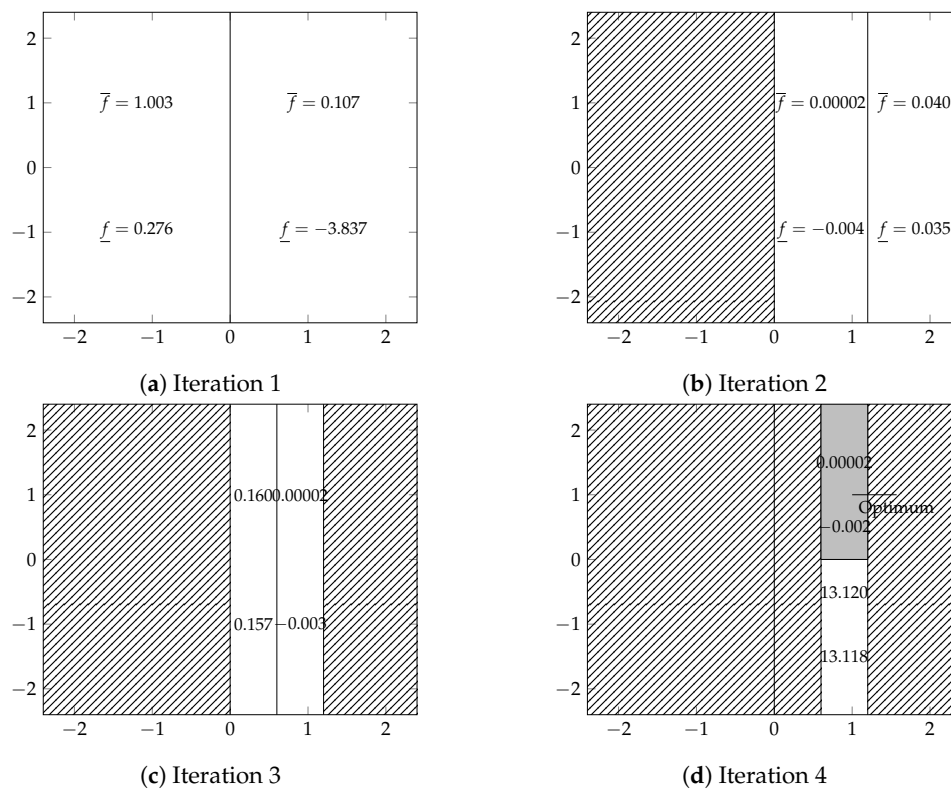 2
1
0
−1
−2
f = 1.003
f = 0.107
f = 0.276
f = −3.837
−2 −1 0 1 2
(a) Iteration 1
2
1
0
−1
−2
f = 0.00002
f = 0.040
f = −0.004
f = 0.035
−2 −1 0 1 2
(b) Iteration 2
2
1
0
−1
−2
0.160
0.00002
0.157
−0.003
−2 −1 0 1 2
(c) Iteration 3
2
1
0
−1
−2
0.00002
Optimum
−0.002
13.120
13.118
−2 −1 0 1 2
(d) Iteration 4